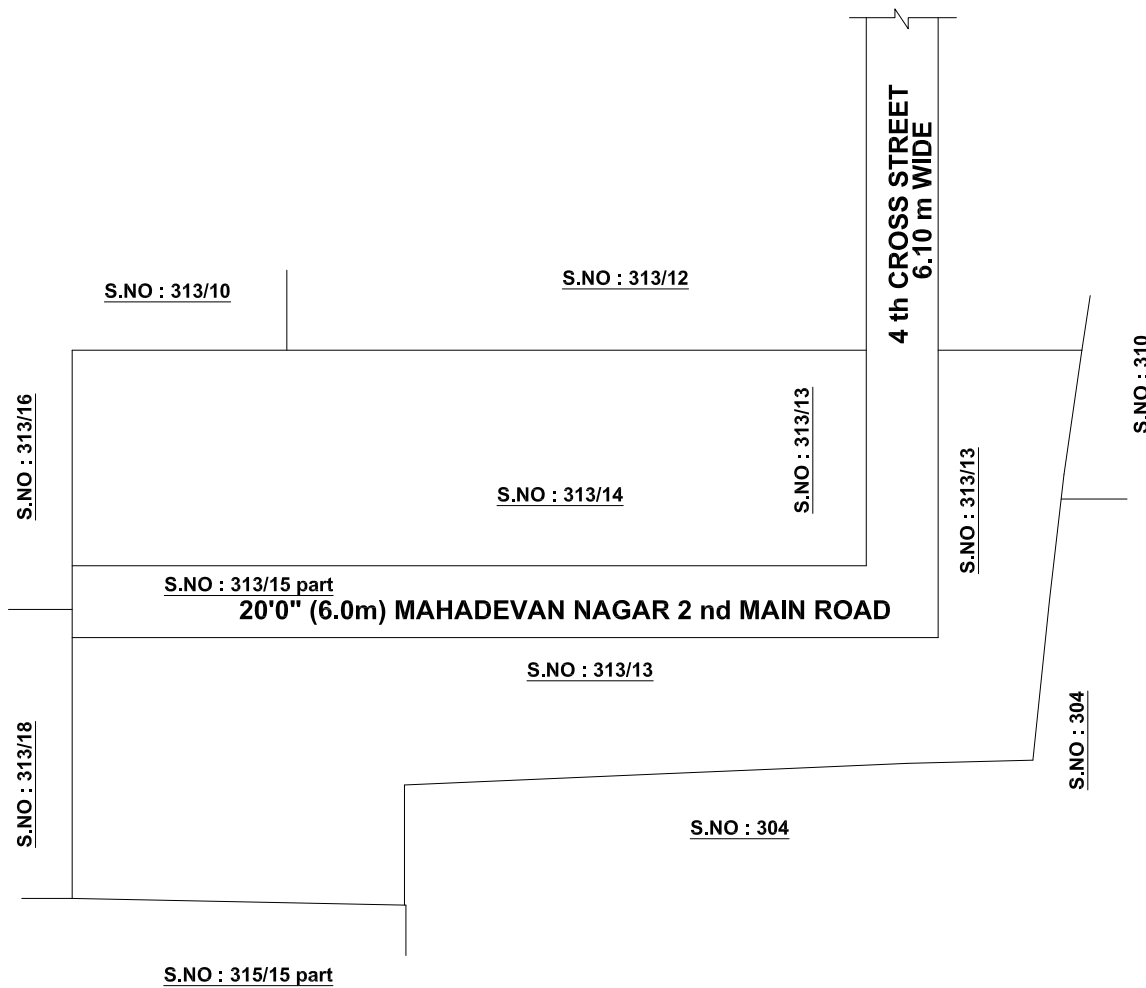 4 th CROSS STREET
6.10 m WIDE
S.NO : 313/10
S.NO : 313/12
S.NO : 310
S.NO : 313/16
S.NO : 313/13
S.NO : 313/14
S.NO : 313/13
S.NO : 313/15 part
20'0" (6.0m) MAHADEVAN NAGAR 2 nd MAIN ROAD
S.NO : 313/13
S.NO : 313/18
S.NO : 304
S.NO : 304
S.NO : 315/15 part